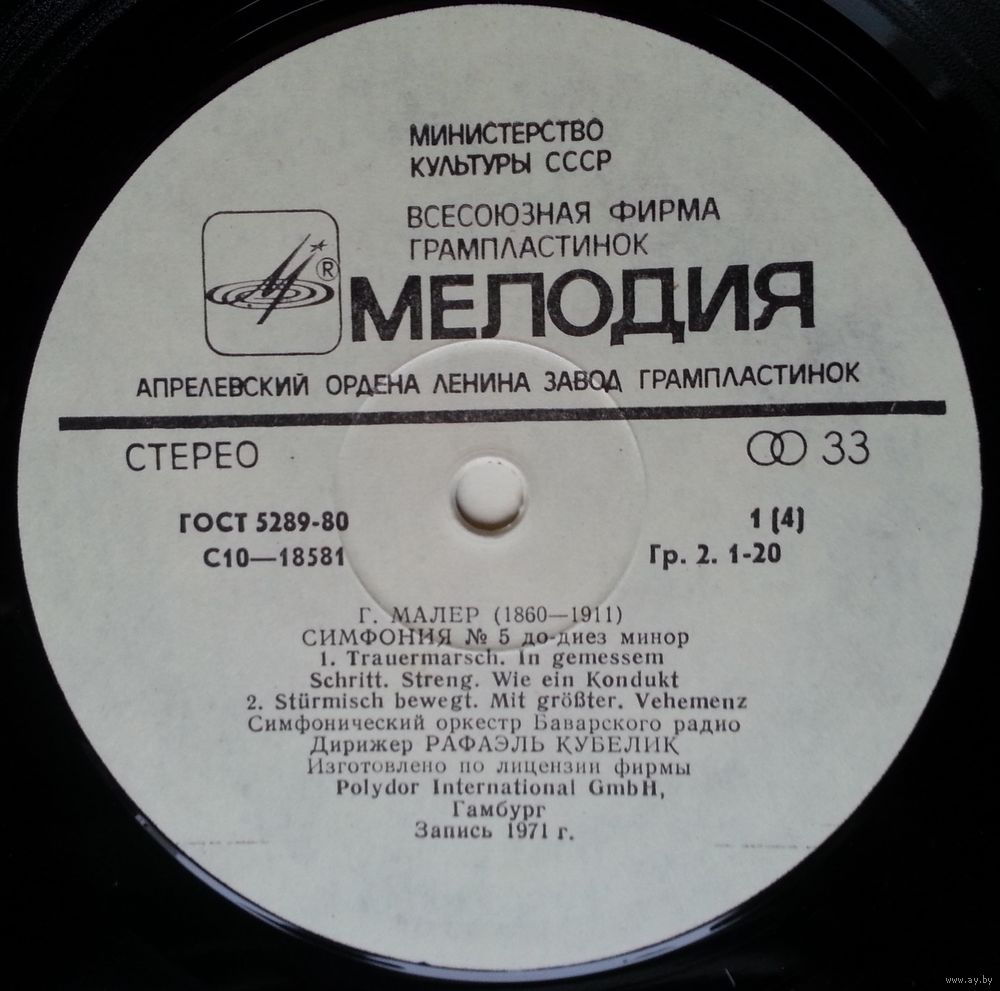 МИНИСТЕРСТВО
КУЛЬТУРЫ СССР
ВСЕСОЮЗНАЯ ФИРМА
ГРАМПЛАСТИНОК
®
МЕЛОДИЯ
АПРЕЛЕВСКИЙ ОРДЕНА ЛЕНИНА ЗАВОД ГРАМПЛАСТИНОК
СТЕРЕО 33
ГОСТ 5289-80 1 (4)
С10—18581 Гр. 2. 1-20
Г. МАЛЕР (1860—1911)
СИМФОНИЯ № 5 до-диез минор
1. Trauermarsch. In gemessem
Schritt. Streng. Wie ein Kondukt
2. Stürmisch bewegt. Mit größter. Vehemenz
Симфонический оркестр Баварского радио
Дирижер РАФАЭЛЬ КУБЕЛИК
Изготовлено по лицензии фирмы
Polydor International GmbH,
Гамбург
Запись 1971 г.
www.ay.by